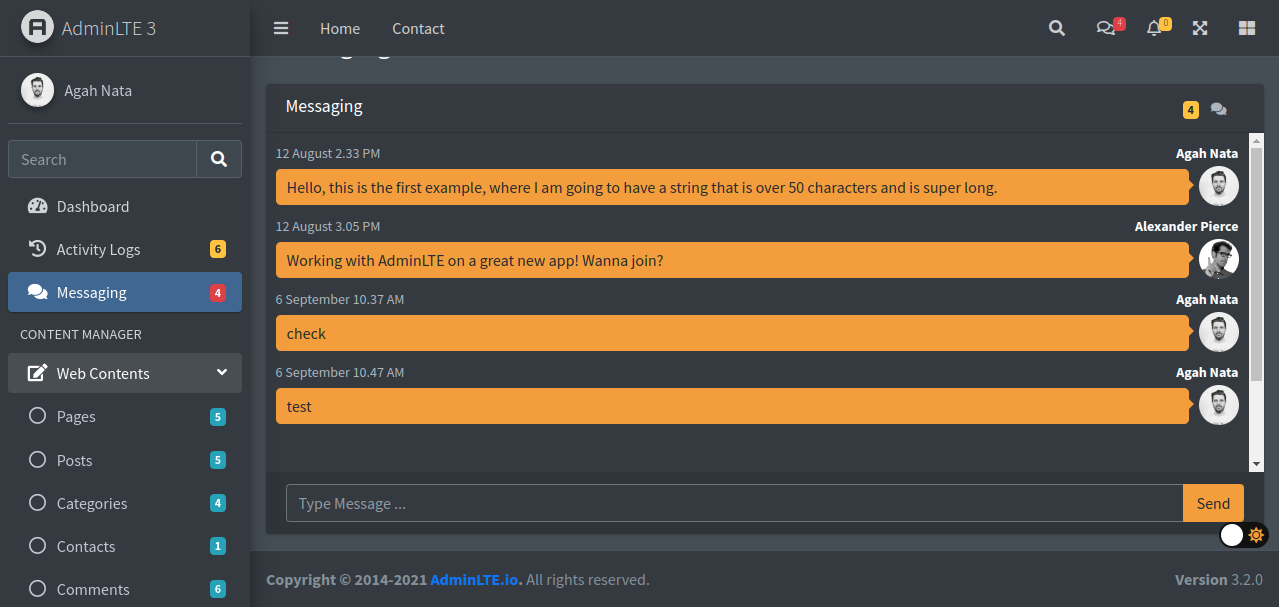 AdminLTE 3
Home
Contact
4
0
Agah Nata
Search
Dashboard
Activity Logs 6
Messaging 4
CONTENT MANAGER
Web Contents
Pages 5
Posts 5
Categories 4
Contacts 1
Comments 6
Messaging 4
12 August 2.33 PM Agah Nata
Hello, this is the first example, where I am going to have a string that is over 50 characters and is super long.
12 August 3.05 PM Alexander Pierce
Working with AdminLTE on a great new app! Wanna join?
6 September 10.37 AM Agah Nata
check
6 September 10.47 AM Agah Nata
test
Type Message ... Send
Copyright © 2014-2021 AdminLTE.io. All rights reserved. Version 3.2.0